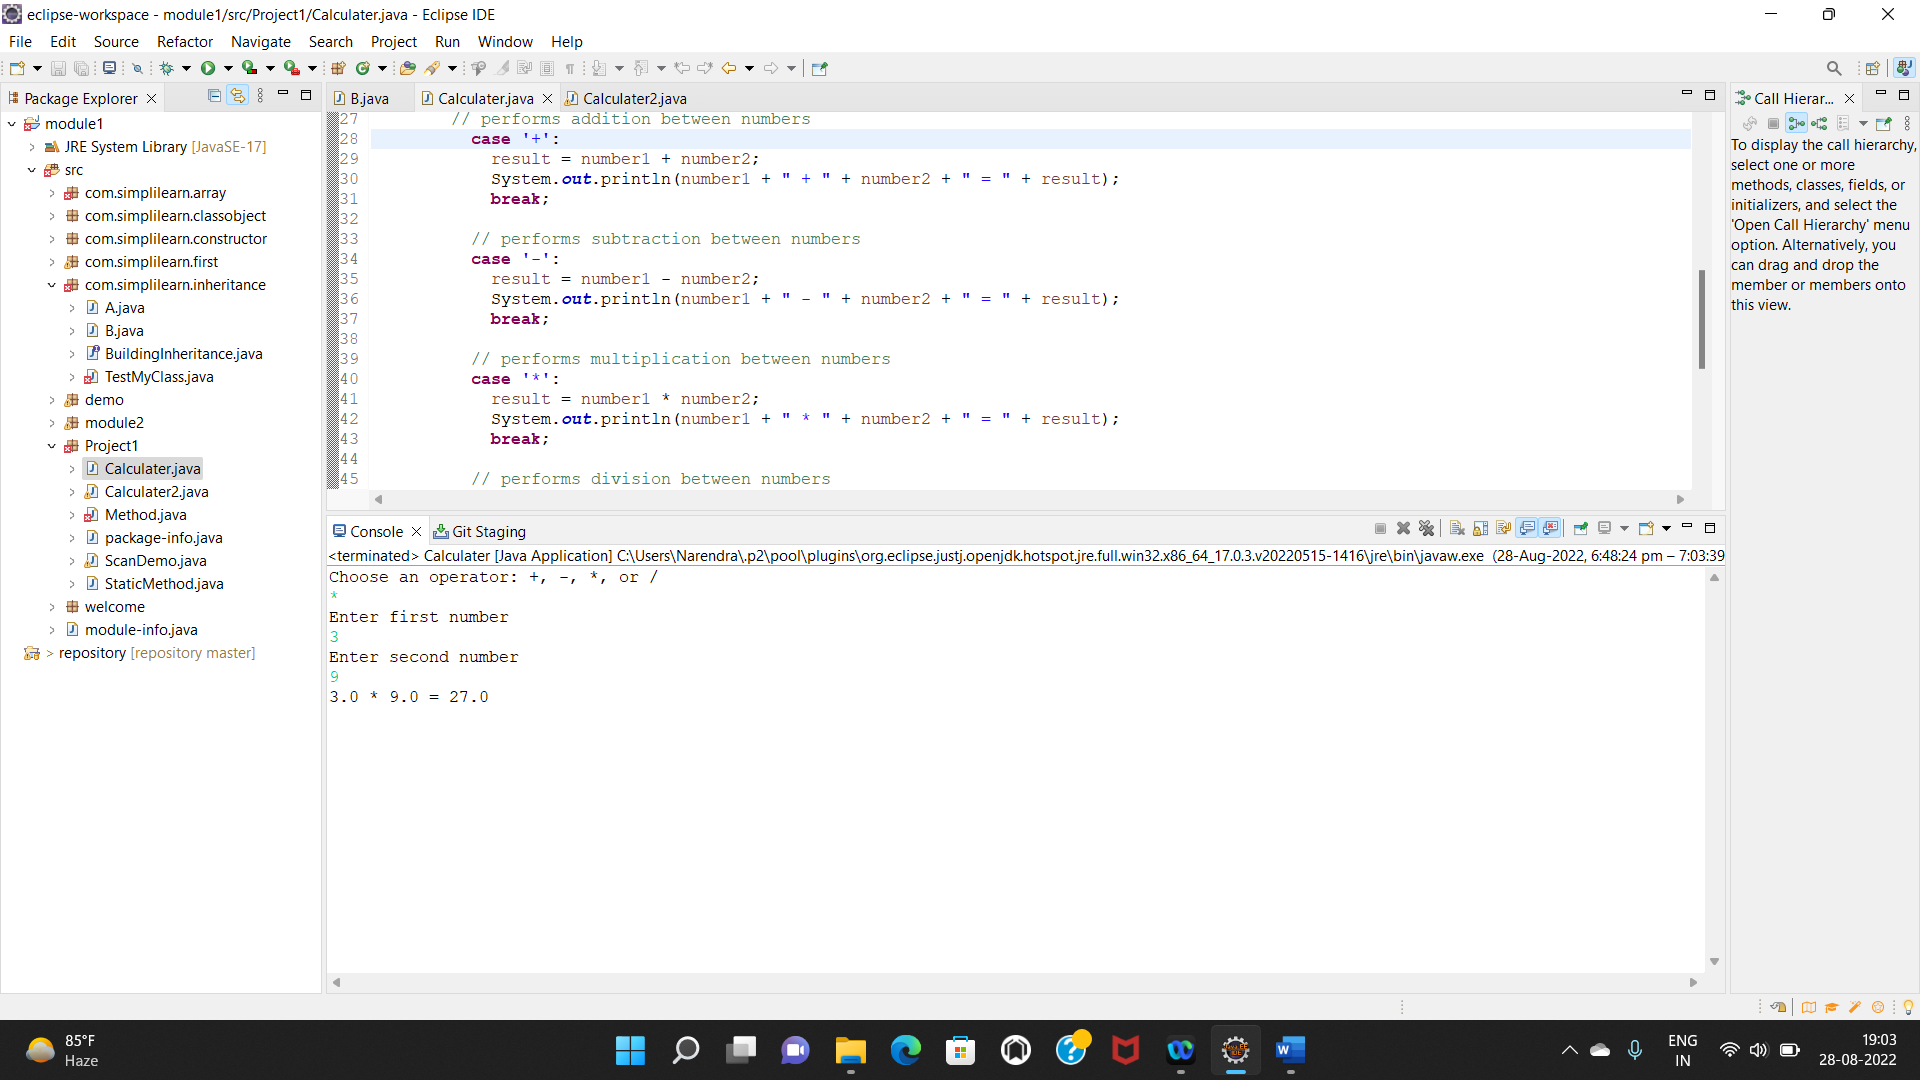 eclipse-workspace - module1/src/Project1/Calculater.java - Eclipse IDE
File Edit Source Refactor Navigate Search Project Run Window Help
Package Explorer
module1
JRE System Library [JavaSE-17]
src
com.simplilearn.array
com.simplilearn.classobject
com.simplilearn.constructor
com.simplilearn.first
com.simplilearn.inheritance
A.java
B.java
BuildingInheritance.java
TestMyClass.java
demo
module2
Project1
Calculater.java
Calculater2.java
Method.java
package-info.java
ScanDemo.java
StaticMethod.java
welcome
module-info.java
> repository [repository master]
B.java Calculater.java Calculater2.java
27 // performs addition between numbers
28 case '+':
29 result = number1 + number2;
30 System.out.println(number1 + " + " + number2 + " = " + result);
31 break;
32
33 // performs subtraction between numbers
34 case '-':
35 result = number1 - number2;
36 System.out.println(number1 + " - " + number2 + " = " + result);
37 break;
38
39 // performs multiplication between numbers
40 case '*':
41 result = number1 * number2;
42 System.out.println(number1 + " * " + number2 + " = " + result);
43 break;
44
45 // performs division between numbers
Console Git Staging
<terminated> Calculater [Java Application] C:\Users\Narendra\.p2\pool\plugins\org.eclipse.justj.openjdk.hotspot.jre.full.win32.x86_64_17.0.3.v20220515-1416\jre\bin\javaw.exe (28-Aug-2022, 6:48:24 pm – 7:03:39
Choose an operator: +, -, *, or /
*
Enter first number
3
Enter second number
9
3.0 * 9.0 = 27.0
Call Hierar...
To display the call hierarchy,
select one or more
methods, classes, fields, or
initializers, and select the
'Open Call Hierarchy' menu
option. Alternatively, you
can drag and drop the
member or members onto
this view.
85°F
Haze
ENG
IN
19:03
28-08-2022